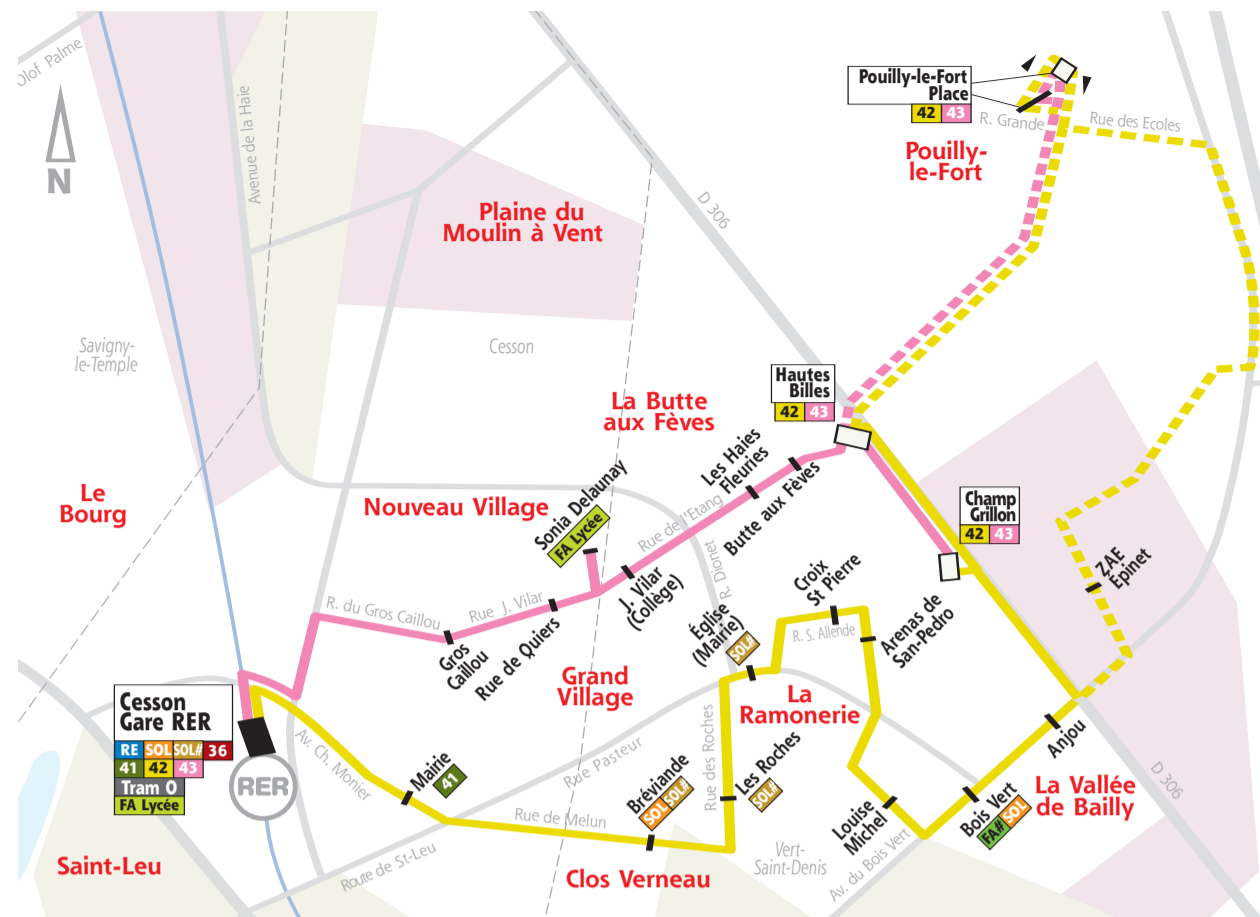 Olof Palme
N
Avenue de la Haie
Pouilly-le-Fort
Place
42 43
R. Grande
Rue des Ecoles
Pouilly-
le-Fort
Plaine du
Moulin à Vent
D 306
Savigny-
le-Temple
Cesson
Hautes
Billes
42 43
La Butte
aux Fèves
Les Haies
Fleuries
Butte aux Fèves
Le
Bourg
Nouveau Village
Sonia Delaunay
FA Lycée
Rue de l'Etang
Champ
Grillon
42 43
ZAE
Épinet
R. Dionet
J. Vilar
(Collège)
Croix
St Pierre
R. du Gros Caillou
Rue J. Vilar
Gros
Caillou
Rue de Quiers
Église
(Mairie)
SOL#
R. S. Allende
Arenas de
San-Pedro
Grand
Village
La
Ramonerie
Cesson
Gare RER
RE SOL SOL# 36
41 42 43
Tram 0
FA Lycée
RER
Av. Ch. Monier
Mairie
41
Rue Pasteur
Rue des Roches
Bréviande
SOL SOL#
Les Roches
SOL#
Anjou
D 306
Rue de Melun
Louise
Michel
Bois Vert
FA# SOL
La Vallée
de Bailly
Saint-Leu
Route de St-Leu
Clos Verneau
Vert-
Saint-Denis
Av. du Bois Vert